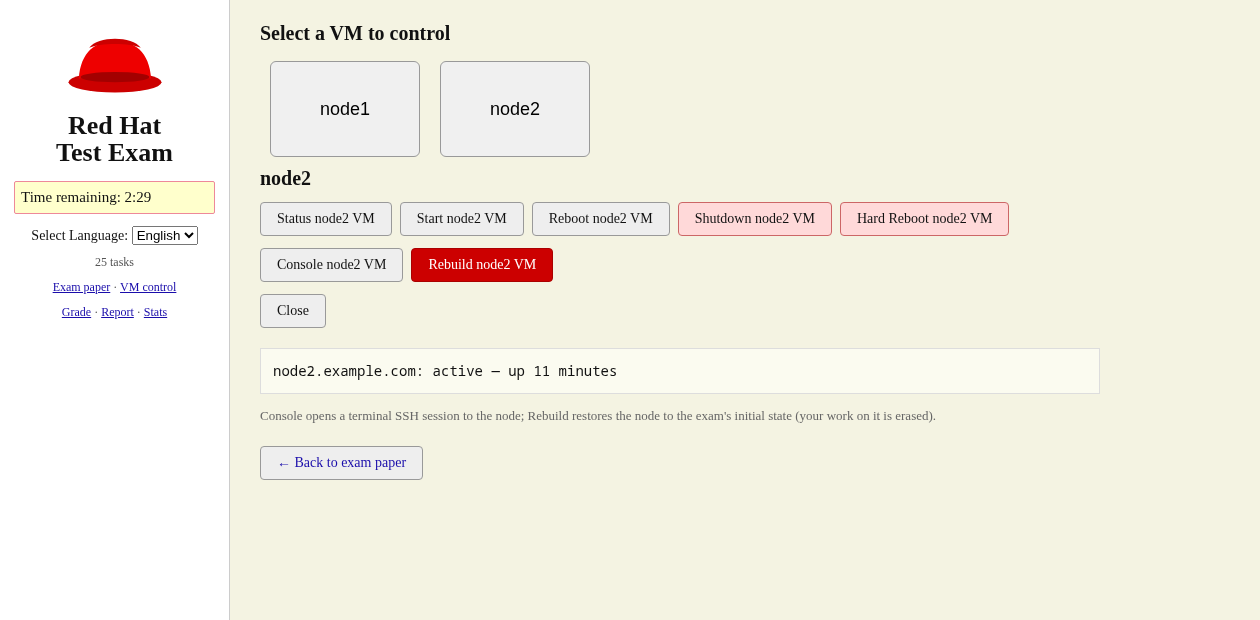 Red Hat
Test Exam
Time remaining: 2:29
Select Language: English
25 tasks
Exam paper · VM control
Grade · Report · Stats
Select a VM to control
node1 node2
node2
Status node2 VM Start node2 VM Reboot node2 VM Shutdown node2 VM Hard Reboot node2 VM
Console node2 VM Rebuild node2 VM
Close
node2.example.com: active — up 11 minutes
Console opens a terminal SSH session to the node; Rebuild restores the node to the exam's initial state (your work on it is erased).
← Back to exam paper